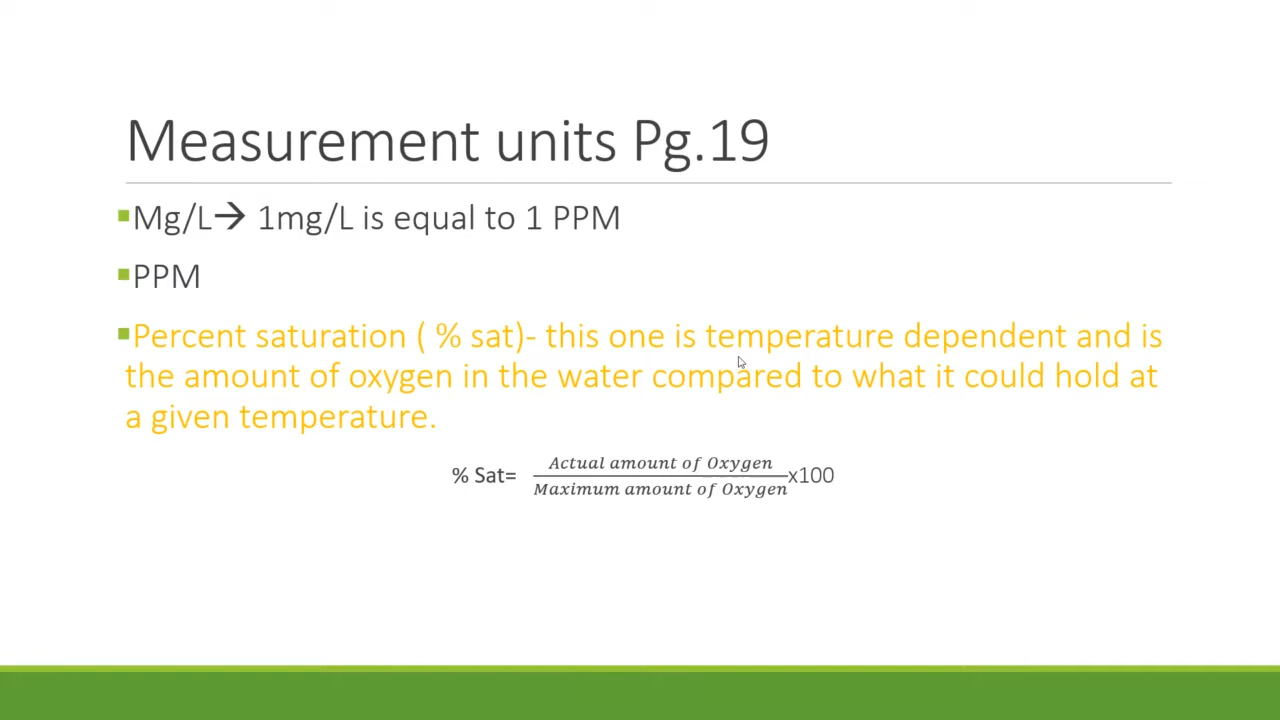 Measurement units Pg.19
▪Mg/L→ 1mg/L is equal to 1 PPM
▪PPM
▪Percent saturation ( % sat)- this one is temperature dependent and is
the amount of oxygen in the water compared to what it could hold at
a given temperature.
% Sat= Actual amount of Oxygen
Maximum amount of Oxygen x100